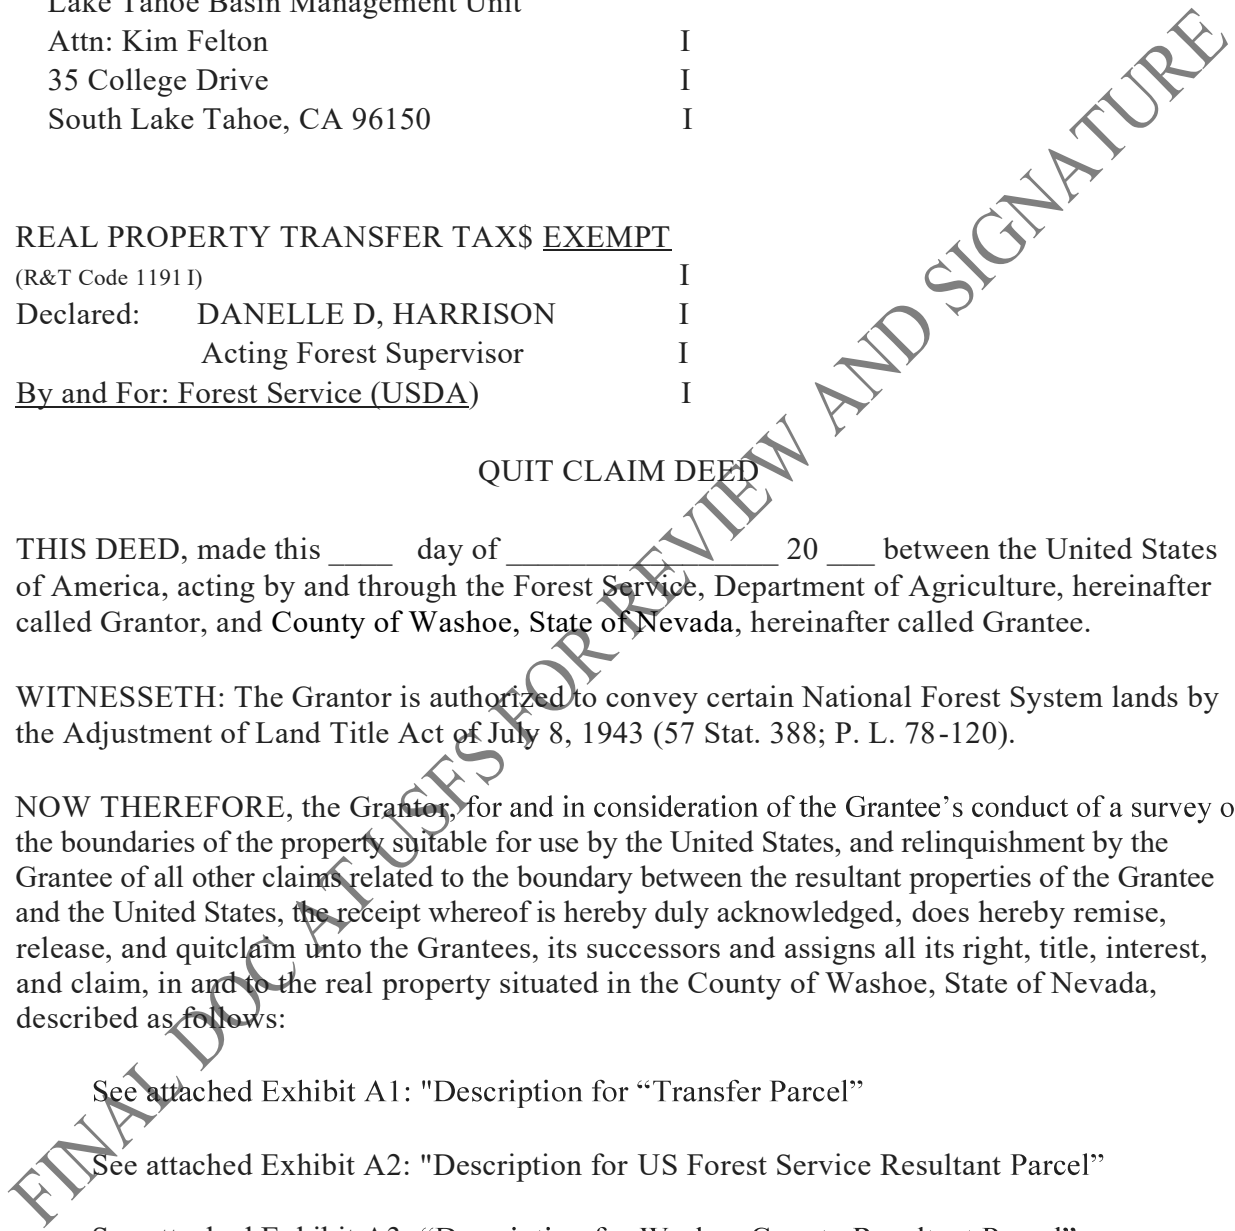 Lake Tahoe Basin Management Unit
Attn: Kim Felton I
35 College Drive I
South Lake Tahoe, CA 96150 I
REAL PROPERTY TRANSFER TAX$ EXEMPT
(R&T Code 1191 I) I
Declared: DANELLE D, HARRISON I
Acting Forest Supervisor I
By and For: Forest Service (USDA) I
QUIT CLAIM DEED
THIS DEED, made this ____ day of _________________ 20 ___ between the United States
of America, acting by and through the Forest Service, Department of Agriculture, hereinafter
called Grantor, and County of Washoe, State of Nevada, hereinafter called Grantee.
WITNESSETH: The Grantor is authorized to convey certain National Forest System lands by
the Adjustment of Land Title Act of July 8, 1943 (57 Stat. 388; P. L. 78-120).
NOW THEREFORE, the Grantor, for and in consideration of the Grantee’s conduct of a survey o
the boundaries of the property suitable for use by the United States, and relinquishment by the
Grantee of all other claims related to the boundary between the resultant properties of the Grantee
and the United States, the receipt whereof is hereby duly acknowledged, does hereby remise,
release, and quitclaim unto the Grantees, its successors and assigns all its right, title, interest,
and claim, in and to the real property situated in the County of Washoe, State of Nevada,
described as follows:
See attached Exhibit A1: "Description for “Transfer Parcel”
See attached Exhibit A2: "Description for US Forest Service Resultant Parcel”
See attached Exhibit A3: “Description for Washoe County Resultant Parcel”
FINAL DOC AT USFS FOR REVIEW AND SIGNATURE